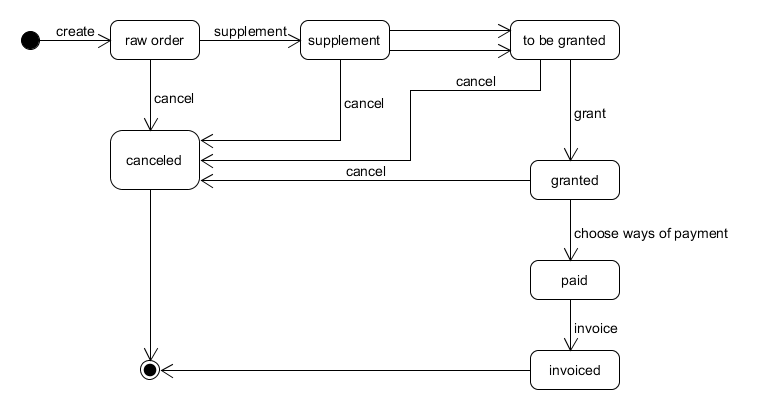 create
raw order
supplement
supplement
to be granted
cancel
cancel
cancel
grant
canceled
cancel
granted
choose ways of payment
paid
invoice
invoiced